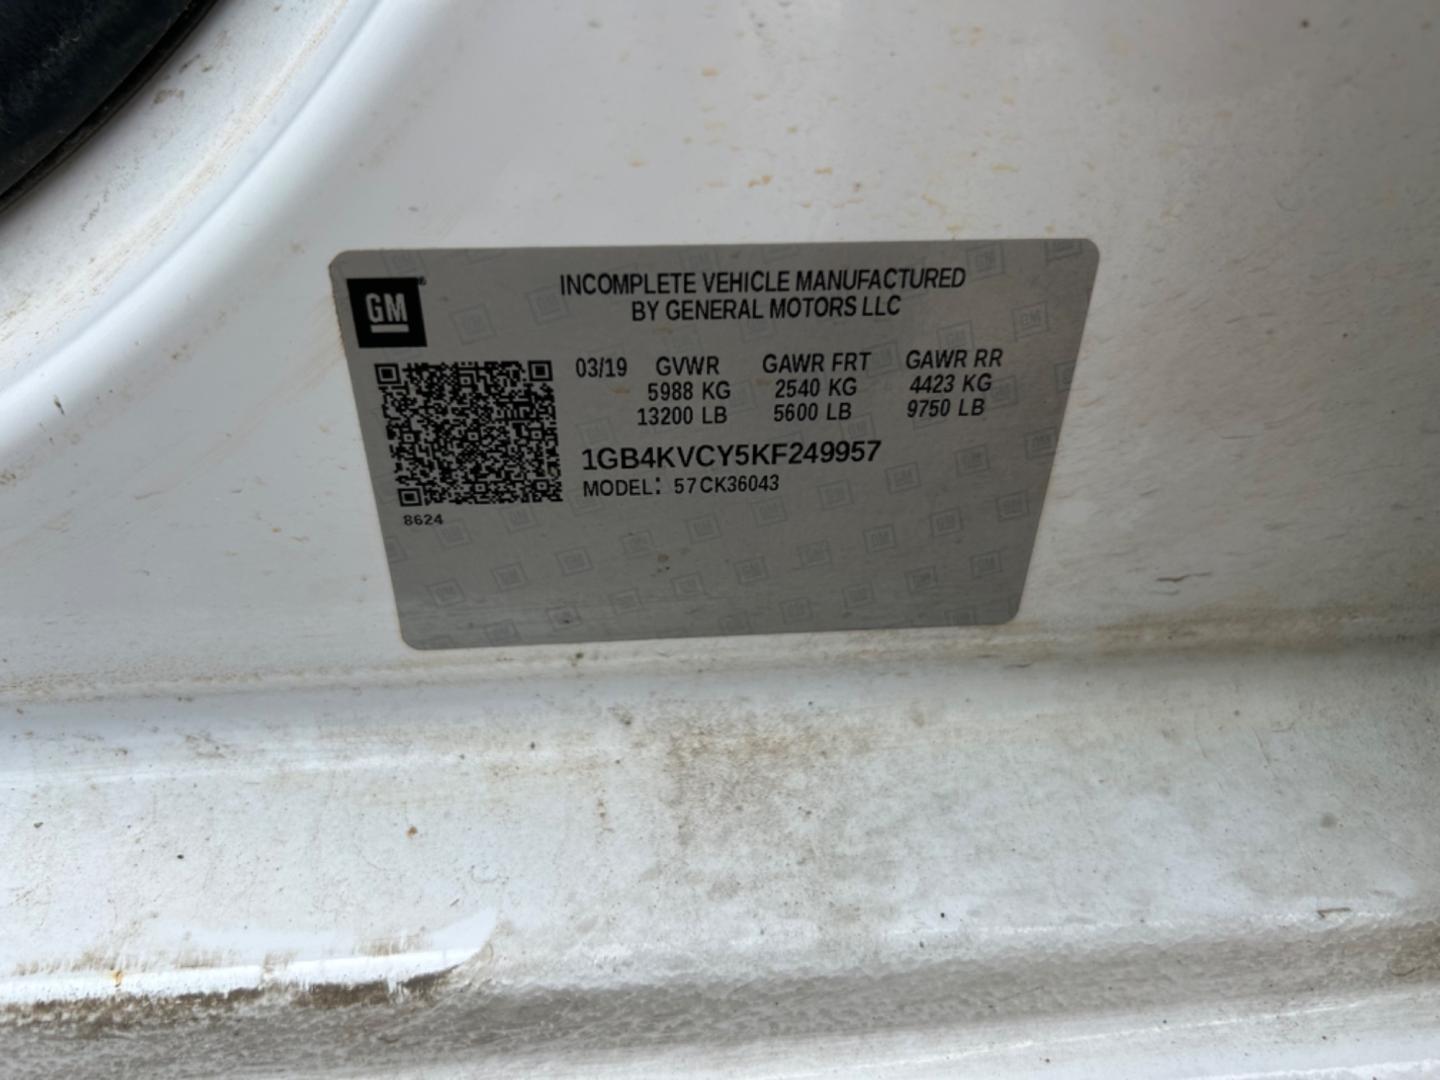 GM
INCOMPLETE VEHICLE MANUFACTURED
BY GENERAL MOTORS LLC
03/19 GVWR GAWR FRT GAWR RR
5988 KG 2540 KG 4423 KG
13200 LB 5600 LB 9750 LB
1GB4KVCY5KF249957
MODEL: 57CK36043
8624